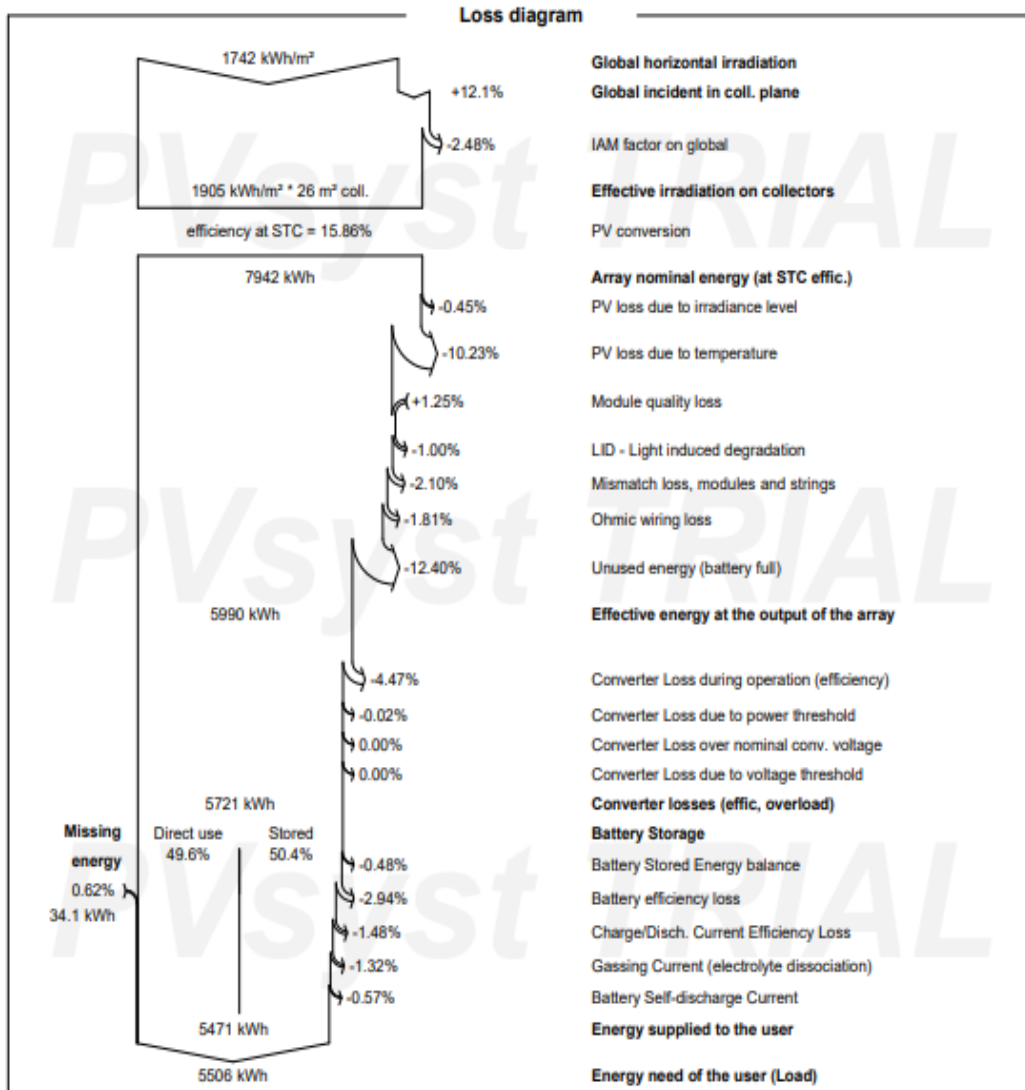 Loss diagram
1742 kWh/m² Global horizontal irradiation
+12.1% Global incident in coll. plane
-2.48% IAM factor on global
1905 kWh/m² * 26 m² coll. Effective irradiation on collectors
efficiency at STC = 15.86% PV conversion
7942 kWh Array nominal energy (at STC effic.)
-0.45% PV loss due to irradiance level
-10.23% PV loss due to temperature
+1.25% Module quality loss
-1.00% LID - Light induced degradation
-2.10% Mismatch loss, modules and strings
-1.81% Ohmic wiring loss
-12.40% Unused energy (battery full)
5990 kWh Effective energy at the output of the array
-4.47% Converter Loss during operation (efficiency)
-0.02% Converter Loss due to power threshold
0.00% Converter Loss over nominal conv. voltage
0.00% Converter Loss due to voltage threshold
5721 kWh Converter losses (effic, overload)
Missing Direct use Stored Battery Storage
energy 49.6% 50.4%
-0.48% Battery Stored Energy balance
0.62% -2.94% Battery efficiency loss
34.1 kWh
-1.48% Charge/Disch. Current Efficiency Loss
-1.32% Gassing Current (electrolyte dissociation)
-0.57% Battery Self-discharge Current
5471 kWh Energy supplied to the user
5506 kWh Energy need of the user (Load)
PVsyst TRIAL
PVsyst TRIAL
PVsyst TRIAL